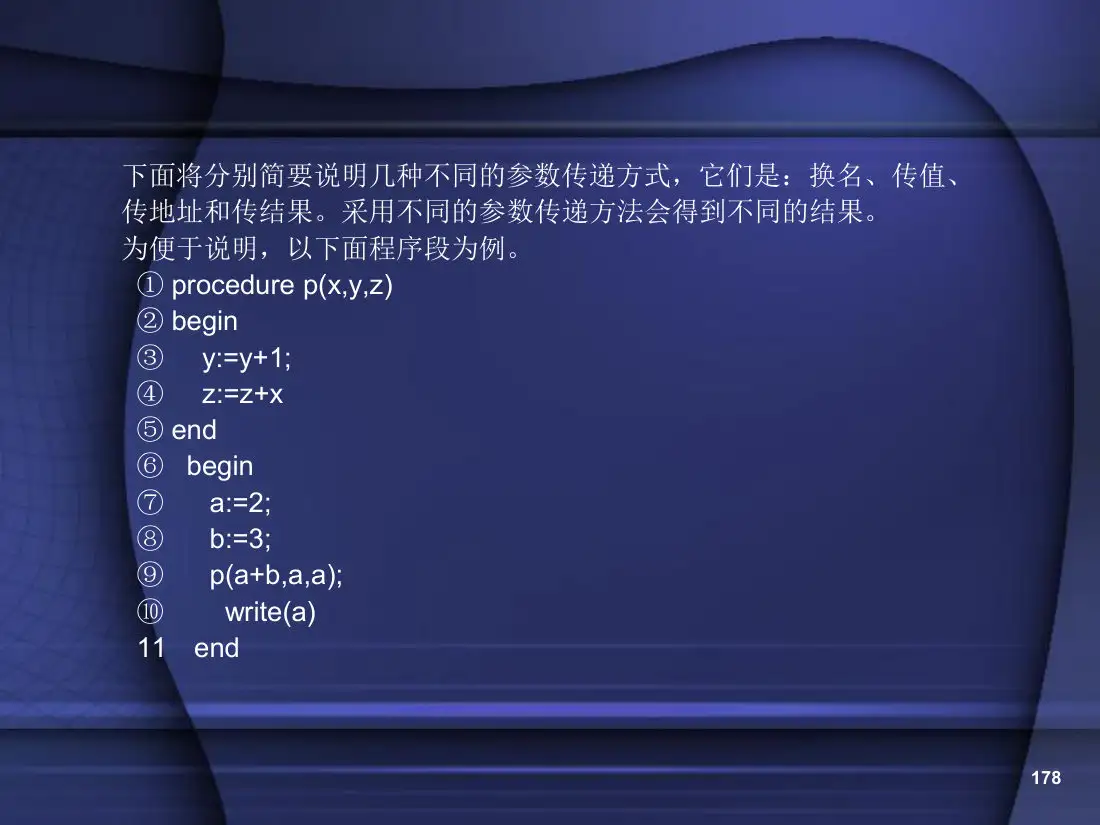 下面将分别简要说明几种不同的参数传递方式，它们是：换名、传值、
传地址和传结果。采用不同的参数传递方法会得到不同的结果。
为便于说明，以下面程序段为例。
① procedure p(x,y,z)
② begin
③ y:=y+1;
④ z:=z+x
⑤ end
⑥ begin
⑦ a:=2;
⑧ b:=3;
⑨ p(a+b,a,a);
⑩ write(a)
11 end
178